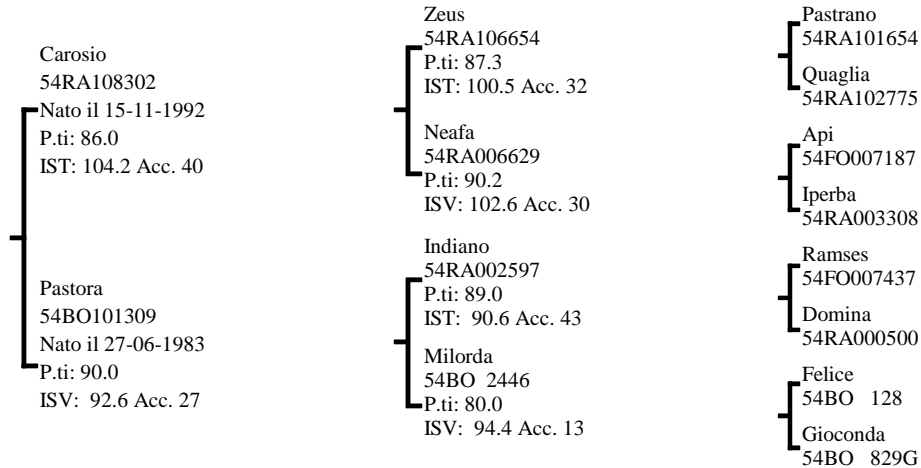 Carosio
54RA108302
Nato il 15-11-1992
P.ti: 86.0
IST: 104.2 Acc. 40
Pastora
54BO101309
Nato il 27-06-1983
P.ti: 90.0
ISV: 92.6 Acc. 27
Zeus
54RA106654
P.ti: 87.3
IST: 100.5 Acc. 32
Neafa
54RA006629
P.ti: 90.2
ISV: 102.6 Acc. 30
Indiano
54RA002597
P.ti: 89.0
IST: 90.6 Acc. 43
Milorda
54BO 2446
P.ti: 80.0
ISV: 94.4 Acc. 13
Pastrano
54RA101654
Quaglia
54RA102775
Api
54FO007187
Iperba
54RA003308
Ramses
54FO007437
Domina
54RA000500
Felice
54BO 128
Gioconda
54BO 829G